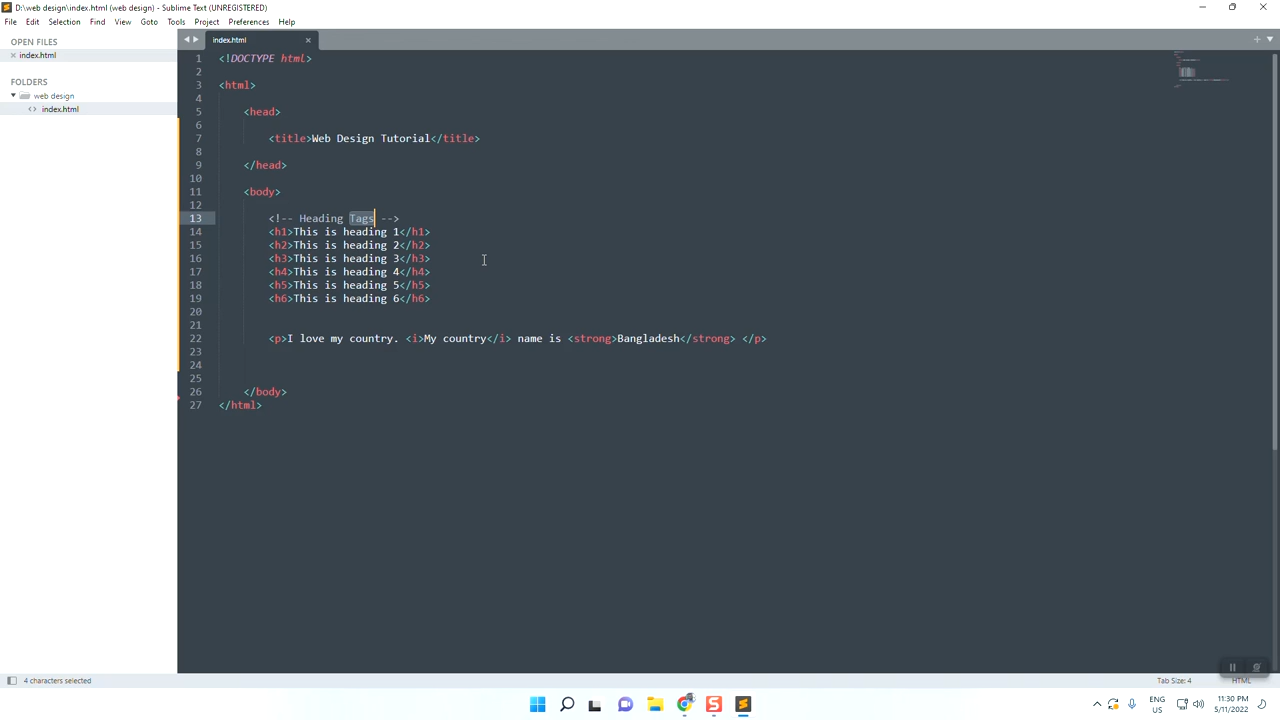 D:\web design\index.html (web design) - Sublime Text (UNREGISTERED)
File Edit Selection Find View Goto Tools Project Preferences Help
OPEN FILES
index.html
FOLDERS
web design
index.html
index.html
1 <!DOCTYPE html>
2
3 <html>
4
5 <head>
6
7 <title>Web Design Tutorial</title>
8
9 </head>
10
11 <body>
12
13 <!-- Heading Tags -->
14 <h1>This is heading 1</h1>
15 <h2>This is heading 2</h2>
16 <h3>This is heading 3</h3>
17 <h4>This is heading 4</h4>
18 <h5>This is heading 5</h5>
19 <h6>This is heading 6</h6>
20
21
22 <p>I love my country. <i>My country</i> name is <strong>Bangladesh</strong> </p>
23
24
25
26 </body>
27 </html>
4 characters selected
Tab Size: 4 HTML
ENG
US
11:30 PM
5/11/2022